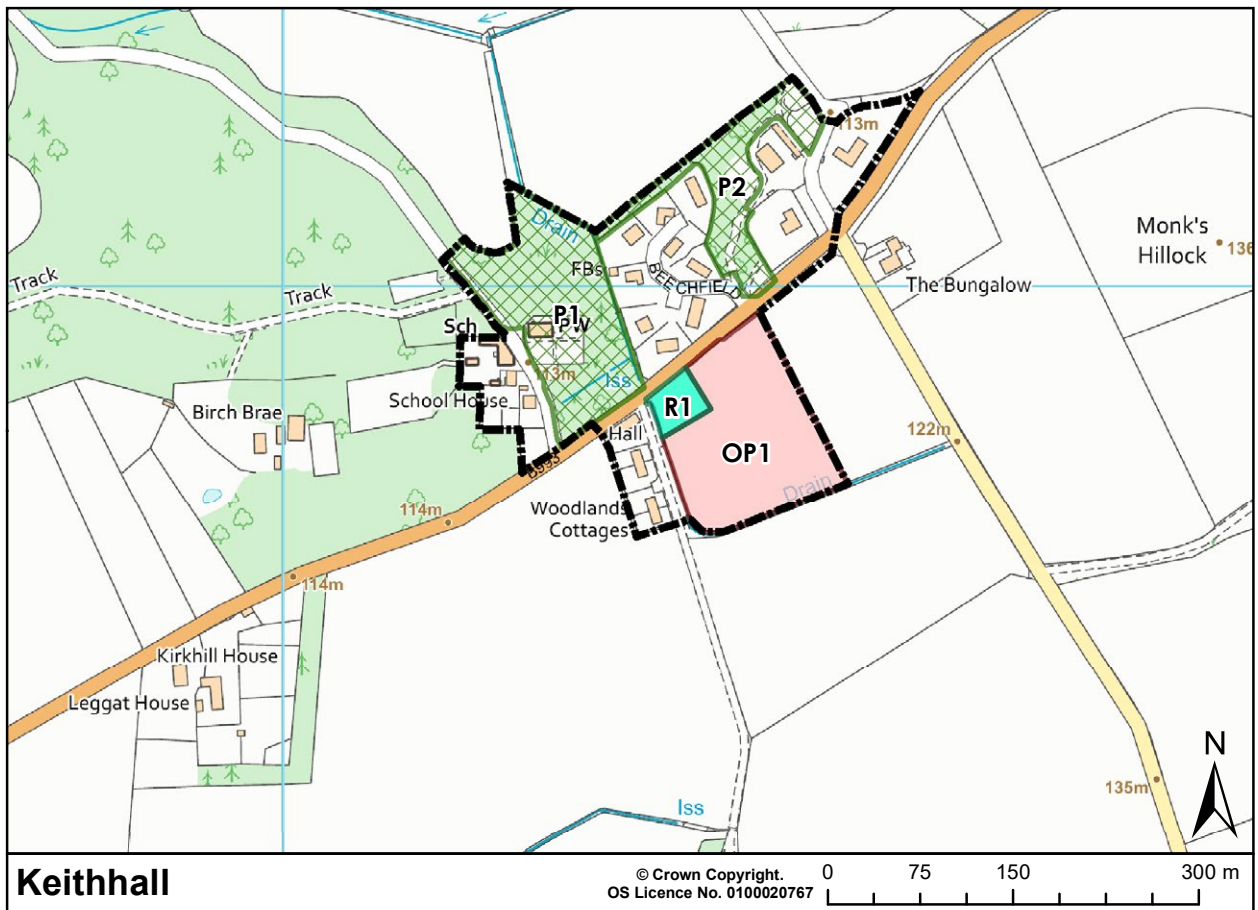 113m
P2
Monk's
Hillock
Drain
FBs
BEECHFIELD
The Bungalow
Track
Track
P1
PW
Sch
113m
Iss
School House
R1
Birch Brae
Hall
122m
OP1
B993
Drain
Woodlands
Cottages
114m
114m
Kirkhill House
Leggat House
N
135m
Iss
Keithhall
© Crown Copyright.
OS Licence No. 0100020767
0 75 150 300 m